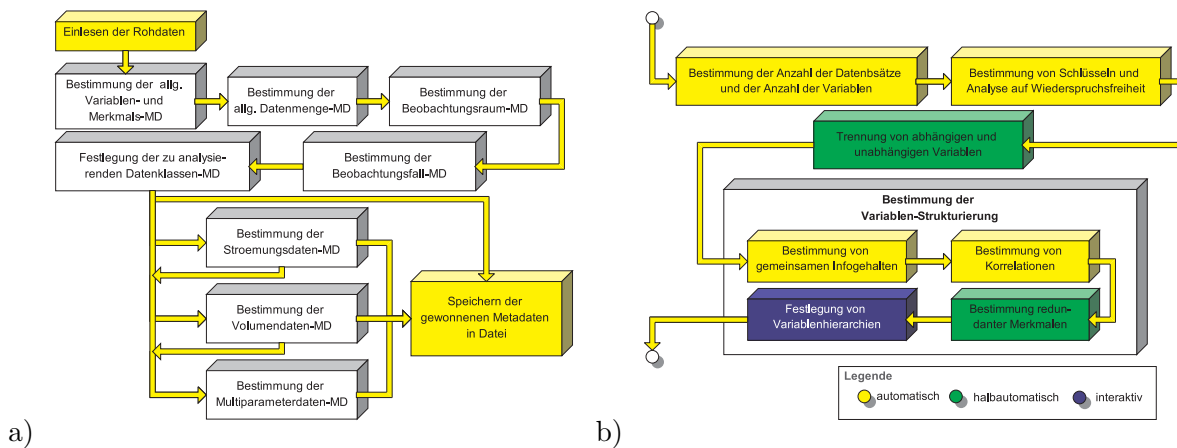 Einlesen der Rohdaten
Bestimmung der allg.
Variablen- und
Merkmals-MD
Bestimmung der
allg. Datenmenge-MD
Bestimmung der
Beobachtungsraum-MD
Festlegung der zu analysie-
renden Datenklassen-MD
Bestimmung der
Beobachtungsfall-MD
Bestimmung der
Stroemungsdaten-MD
Bestimmung der
Volumendaten-MD
Bestimmung der
Multiparameterdaten-MD
Speichern der
gewonnenen Metadaten
in Datei
a)
Bestimmung der Anzahl der Datenbsätze
und der Anzahl der Variablen
Bestimmung von Schlüsseln und
Analyse auf Wiederspruchsfreiheit
Trennung von abhängigen und
unabhängigen Variablen
Bestimmung der
Variablen-Strukturierung
Bestimmung von
gemeinsamen Infogehalten
Bestimmung von
Korrelationen
Festlegung von
Variablenhierarchien
Bestimmung redun-
danter Merkmalen
Legende
automatisch
halbautomatisch
interaktiv
b)